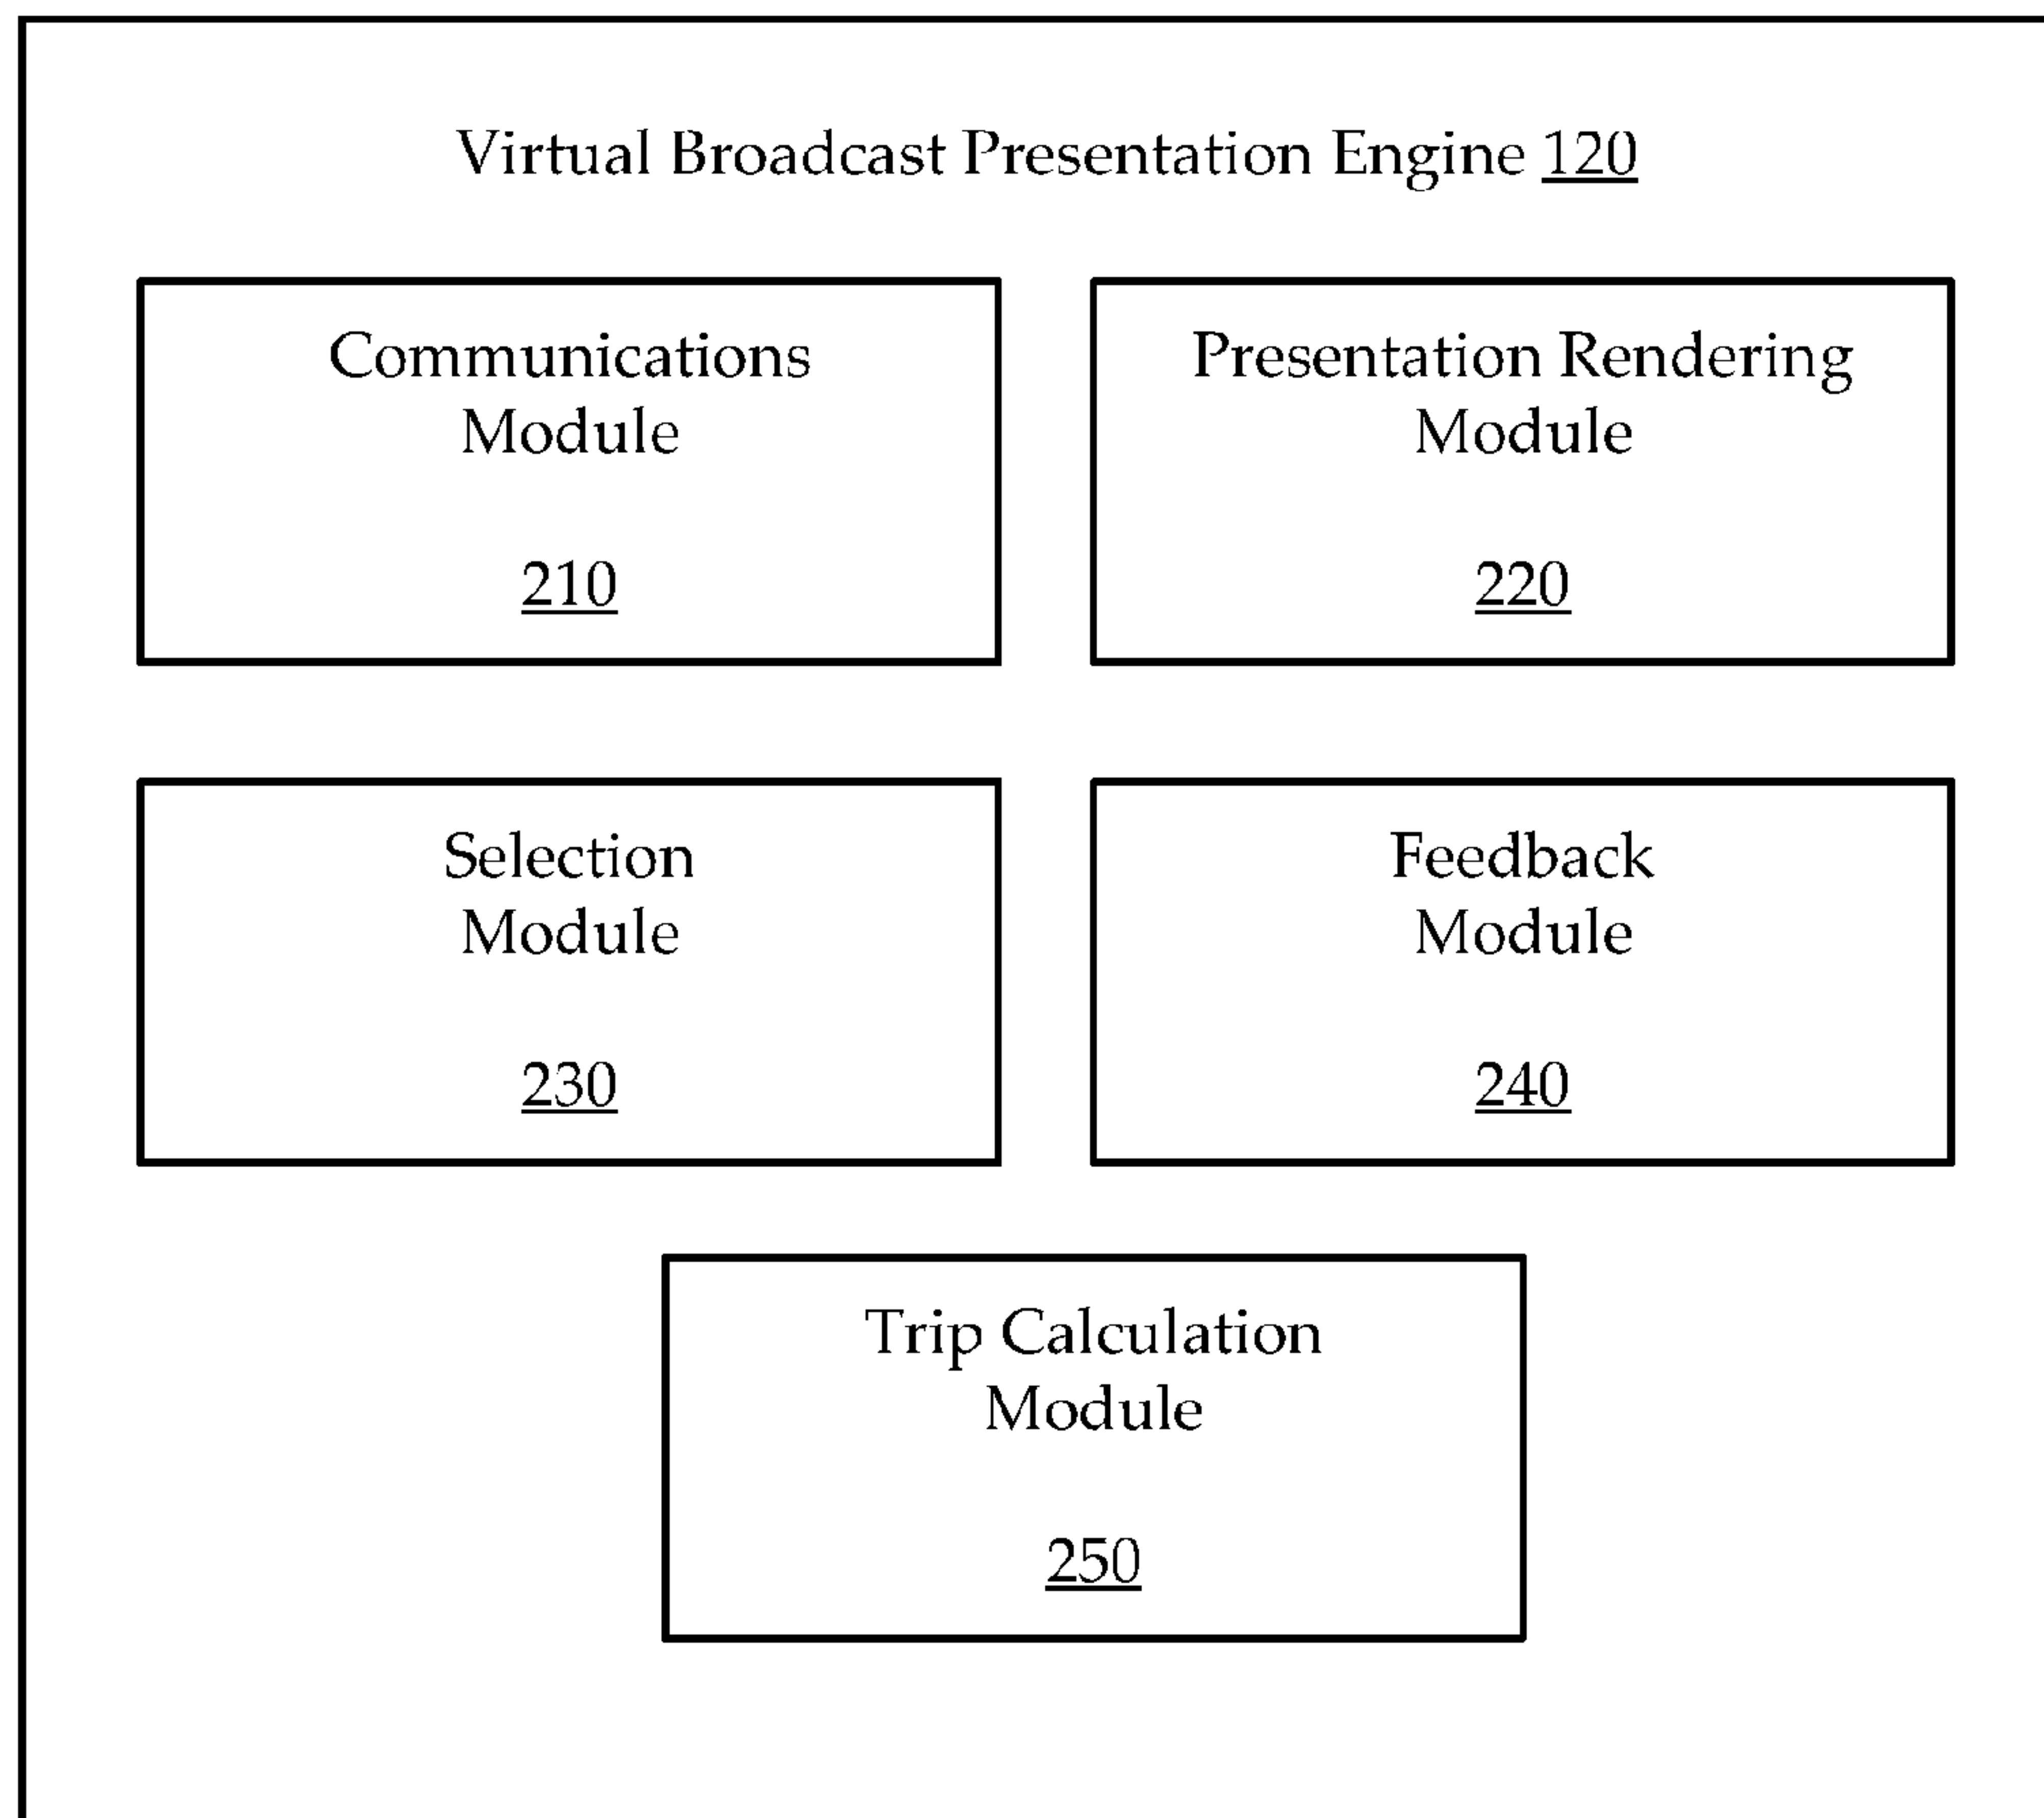 Virtual Broadcast Presentation Engine 120
Communications
Module
210
Presentation Rendering
Module
220
Selection
Module
230
Feedback
Module
240
Trip Calculation
Module
250